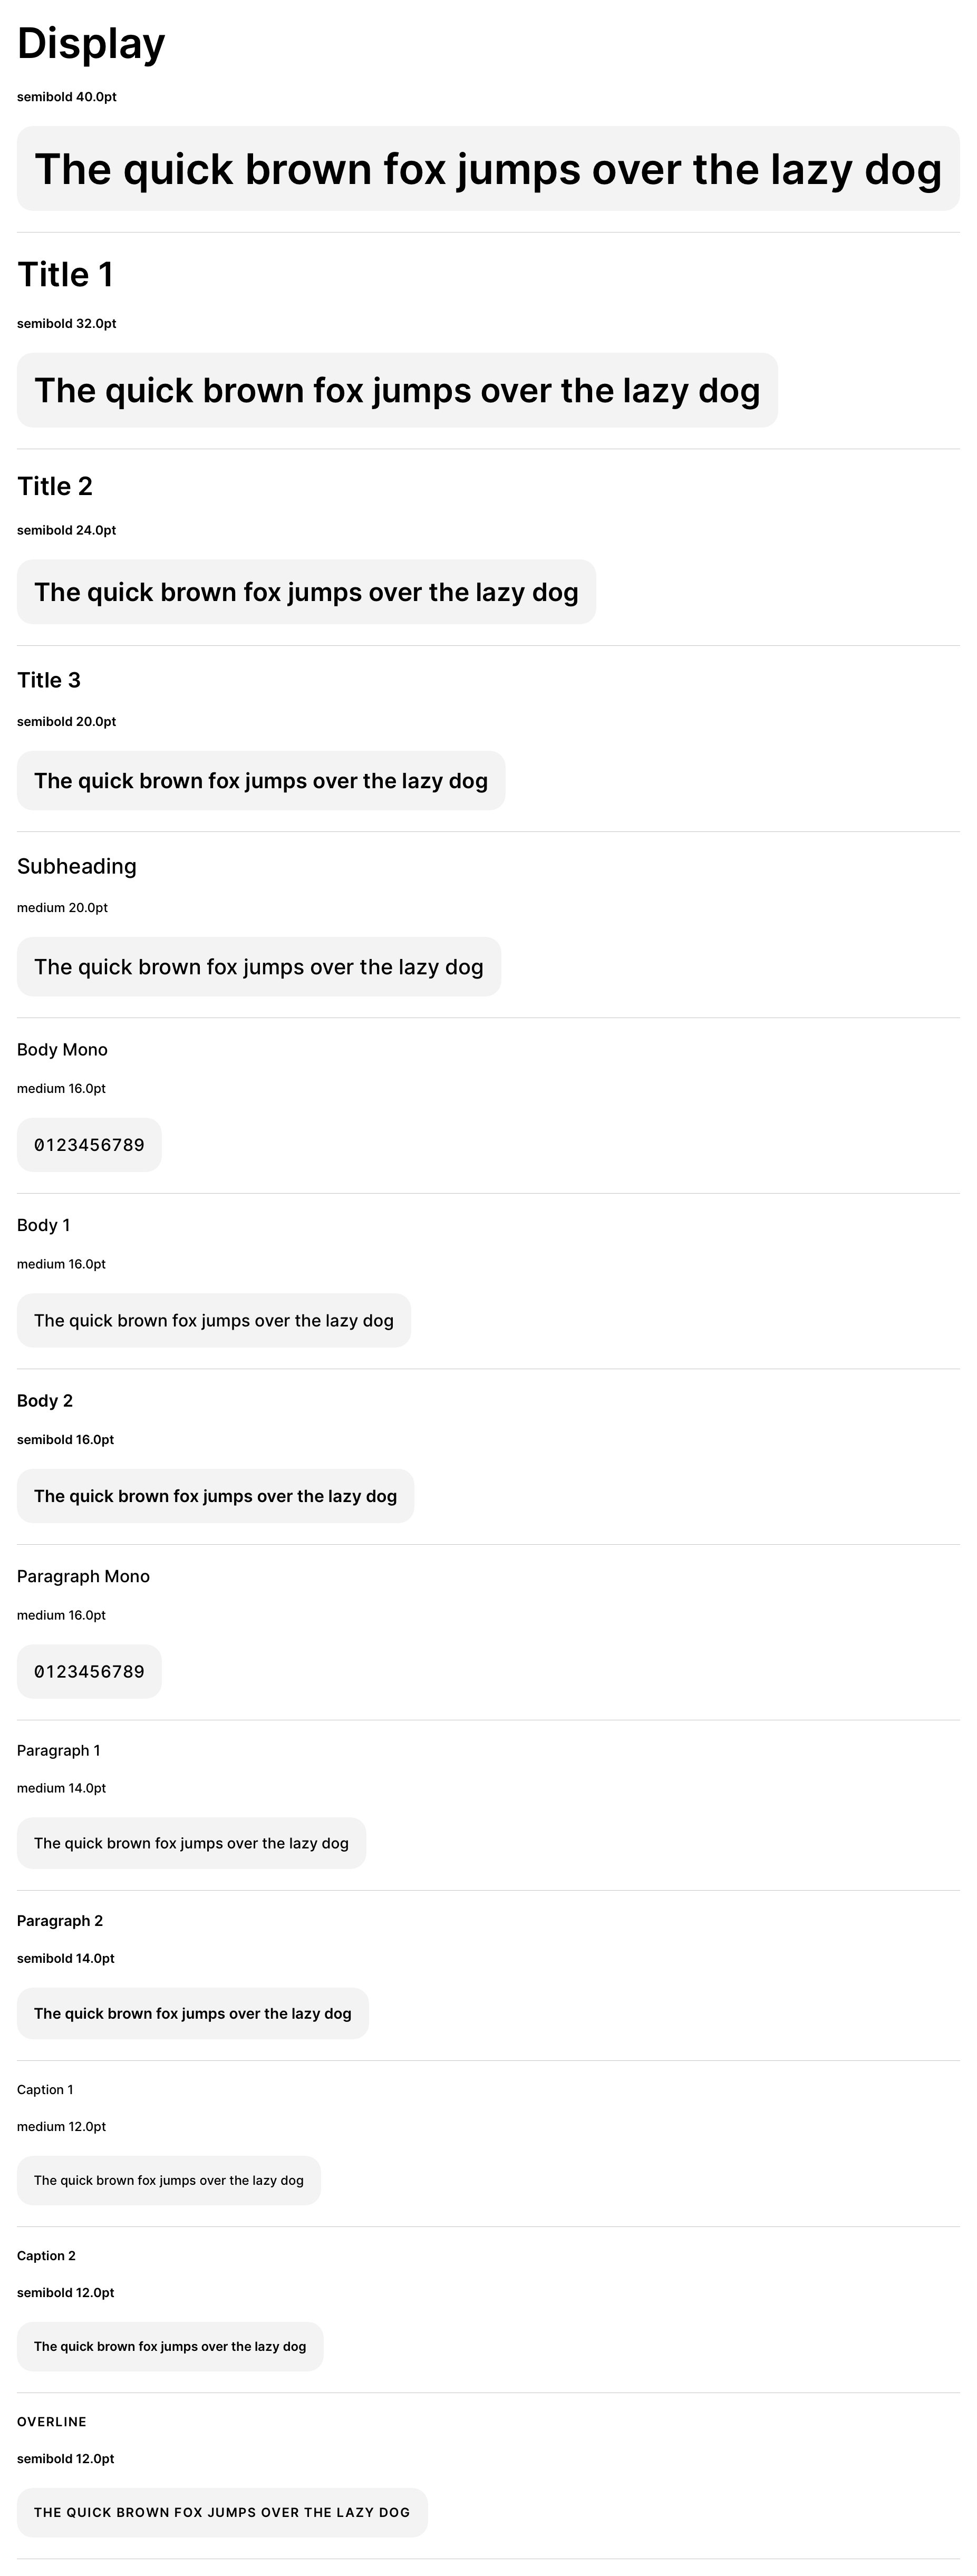 Display
semibold 40.0pt
The quick brown fox jumps over the lazy dog
Title 1
semibold 32.0pt
The quick brown fox jumps over the lazy dog
Title 2
semibold 24.0pt
The quick brown fox jumps over the lazy dog
Title 3
semibold 20.0pt
The quick brown fox jumps over the lazy dog
Subheading
medium 20.0pt
The quick brown fox jumps over the lazy dog
Body Mono
medium 16.0pt
0123456789
Body 1
medium 16.0pt
The quick brown fox jumps over the lazy dog
Body 2
semibold 16.0pt
The quick brown fox jumps over the lazy dog
Paragraph Mono
medium 16.0pt
0123456789
Paragraph 1
medium 14.0pt
The quick brown fox jumps over the lazy dog
Paragraph 2
semibold 14.0pt
The quick brown fox jumps over the lazy dog
Caption 1
medium 12.0pt
The quick brown fox jumps over the lazy dog
Caption 2
semibold 12.0pt
The quick brown fox jumps over the lazy dog
OVERLINE
semibold 12.0pt
THE QUICK BROWN FOX JUMPS OVER THE LAZY DOG